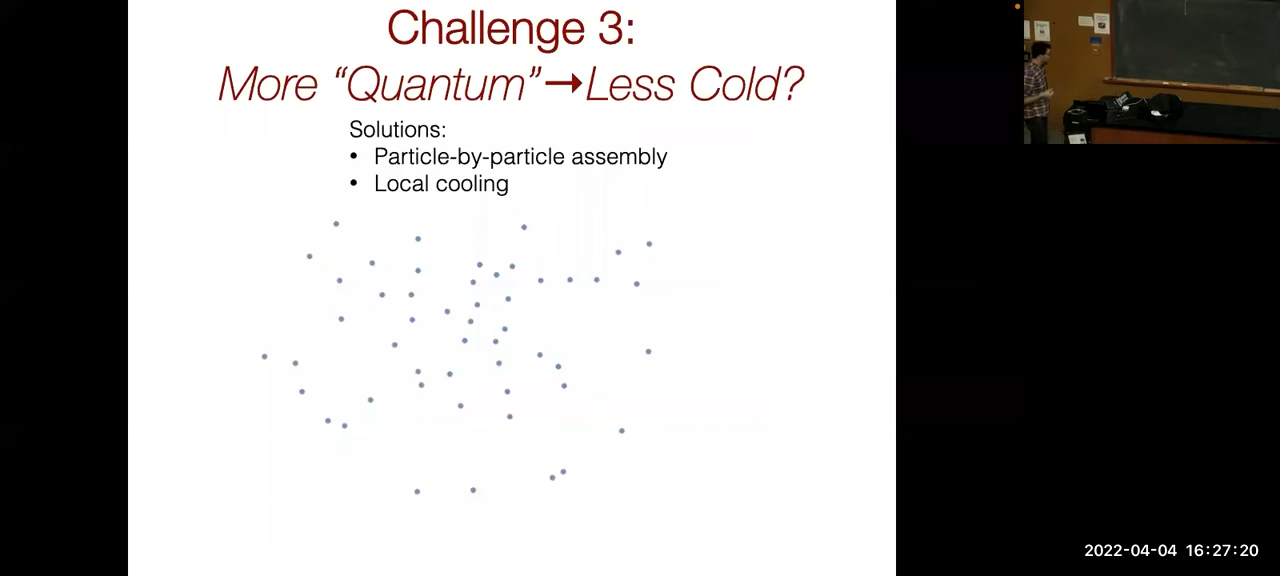 Challenge 3:
More “Quantum”→Less Cold?
Solutions:
• Particle-by-particle assembly
• Local cooling
2022-04-04 16:27:20